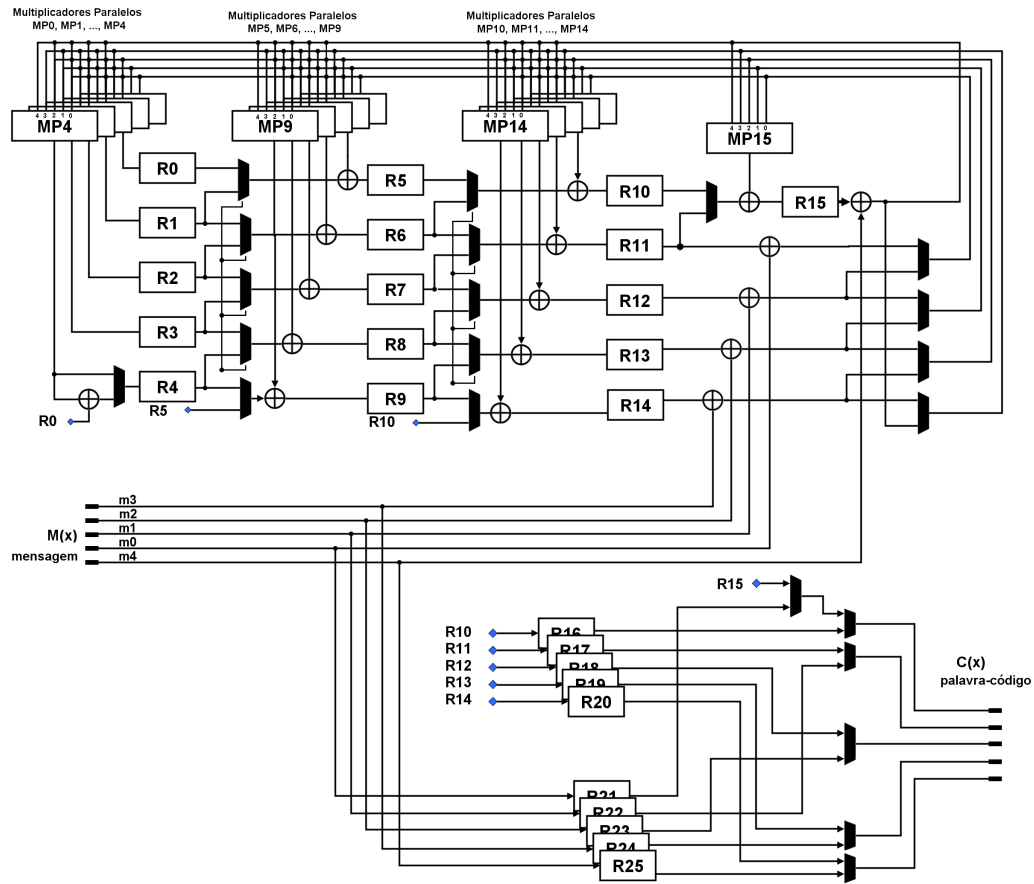 Multiplicadores Paralelos
MP0, MP1, ..., MP4
Multiplicadores Paralelos
MP5, MP6, ..., MP9
Multiplicadores Paralelos
MP10, MP11, ..., MP14
4 3 2 1 0
MP4
4 3 2 1 0
MP9
4 3 2 1 0
MP14
4 3 2 1 0
MP15
R0
R5
R10
R15
R1
R6
R11
R2
R7
R12
R3
R8
R13
R4
R9
R14
R0
R5
R10
m3
m2
m1
m0
m4
M(x)
mensagem
R15
R10
R11
R12
R13
R14
R16
R17
R18
R19
R20
C(x)
palavra-código
R21
R22
R23
R24
R25